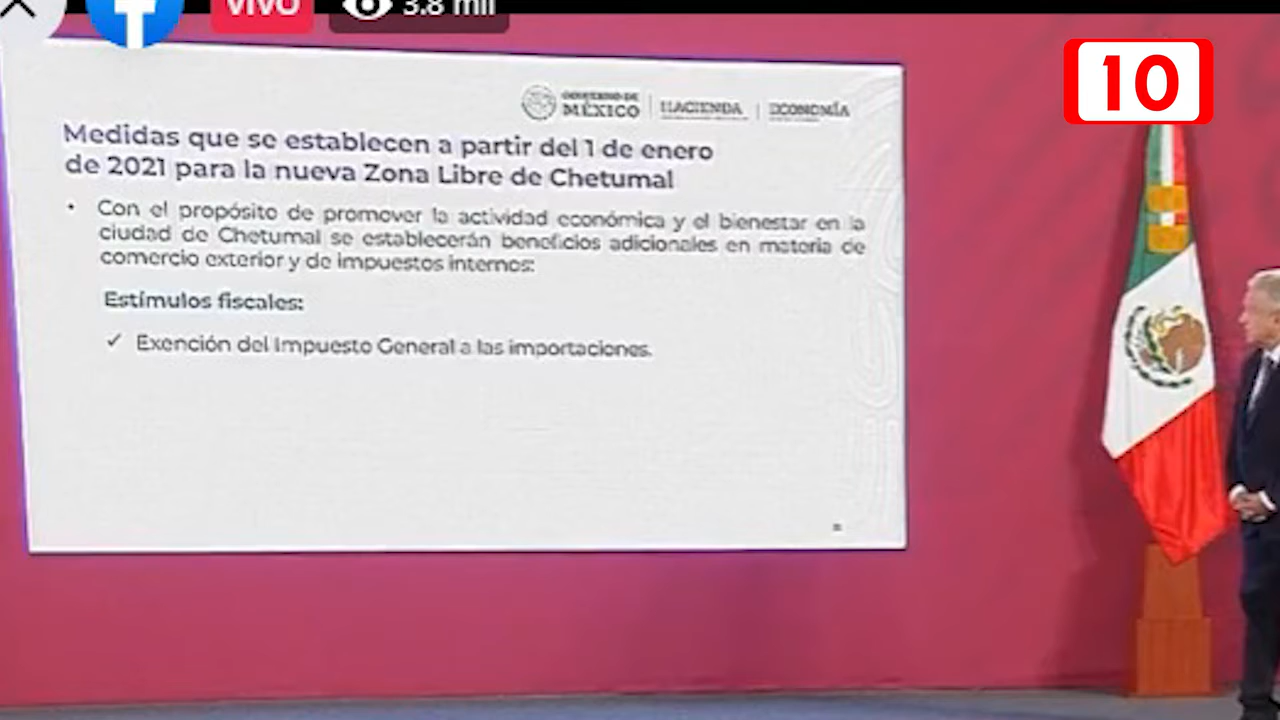 VIVO 3.8 mil
10
GOBIERNO DE
MÉXICO HACIENDA ECONOMÍA
Medidas que se establecen a partir del 1 de enero
de 2021 para la nueva Zona Libre de Chetumal
• Con el propósito de promover la actividad económica y el bienestar en la
ciudad de Chetumal se establecerán beneficios adicionales en materia de
comercio exterior y de impuestos internos:
Estímulos fiscales:
✓ Exención del Impuesto General a las importaciones.